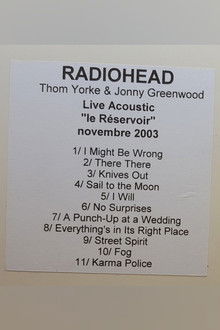 RADIOHEAD
Thom Yorke & Jonny Greenwood
Live Acoustic
"le Réservoir"
novembre 2003
1/ I Might Be Wrong
2/ There There
3/ Knives Out
4/ Sail to the Moon
5/ I Will
6/ No Surprises
7/ A Punch-Up at a Wedding
8/ Everything's in Its Right Place
9/ Street Spirit
10/ Fog
11/ Karma Police